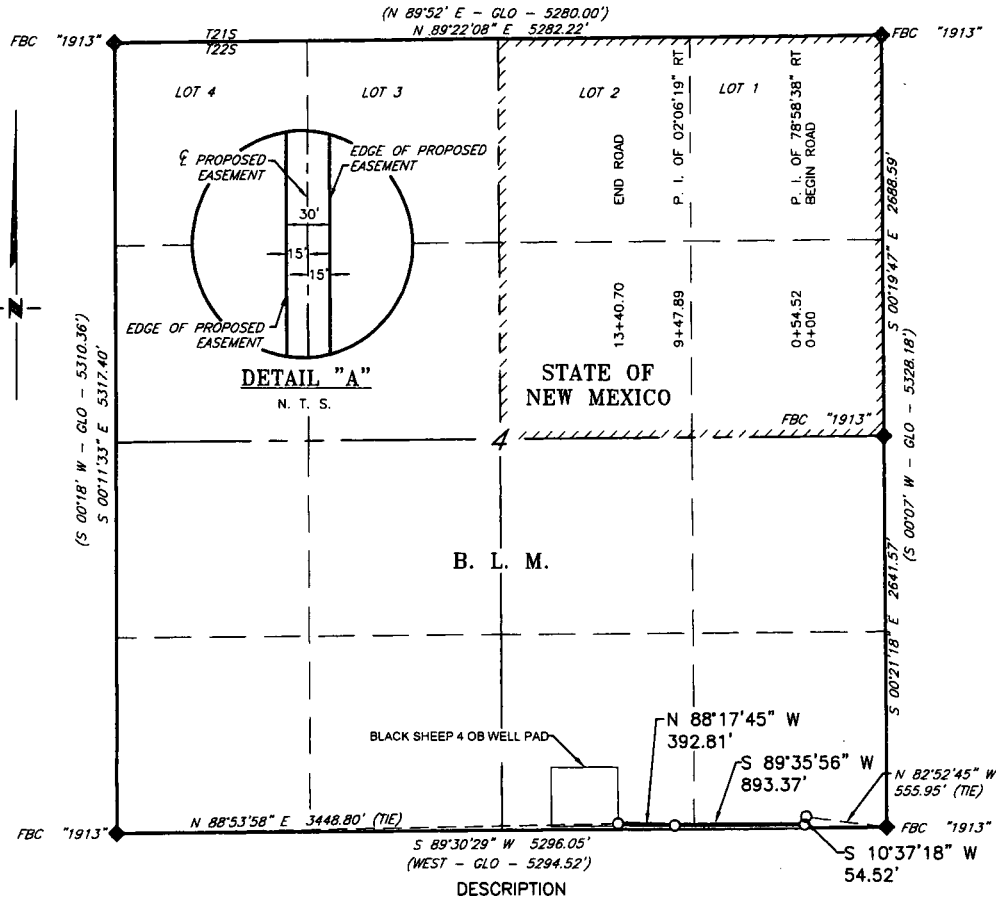 (N 89°52' E - GLO - 5280.00')
N 89°22'08" E 5282.22'
FBC "1913"
T21S
T22S
FBC "1913"
LOT 4
LOT 3
LOT 2
LOT 1
END ROAD
P. I. OF 02°06'19" RT
P. I. OF 78°58'38" RT
BEGIN ROAD
S 00°19'47" E 2688.59'
℄ PROPOSED
EASEMENT
EDGE OF PROPOSED
EASEMENT
30'
15'
15'
EDGE OF PROPOSED
EASEMENT
N
DETAIL "A"
N. T. S.
13+40.70
9+47.89
0+54.52
0+00
STATE OF
NEW MEXICO
(S 00°18' W - GLO - 5310.36')
S 00°11'33" E 5317.40'
(S 00°07' W - GLO - 5328.18')
FBC "1913"
4
B. L. M.
S 00°21'18" E 2641.57'
BLACK SHEEP 4 OB WELL PAD
N 88°17'45" W
392.81'
S 89°35'56" W
893.37'
N 82°52'45" W
555.95' (TIE)
FBC "1913"
N 88°53'58" E 3448.80' (TIE)
FBC "1913"
S 89°30'29" W 5296.05'
(WEST - GLO - 5294.52')
S 10°37'18" W
54.52'
DESCRIPTION